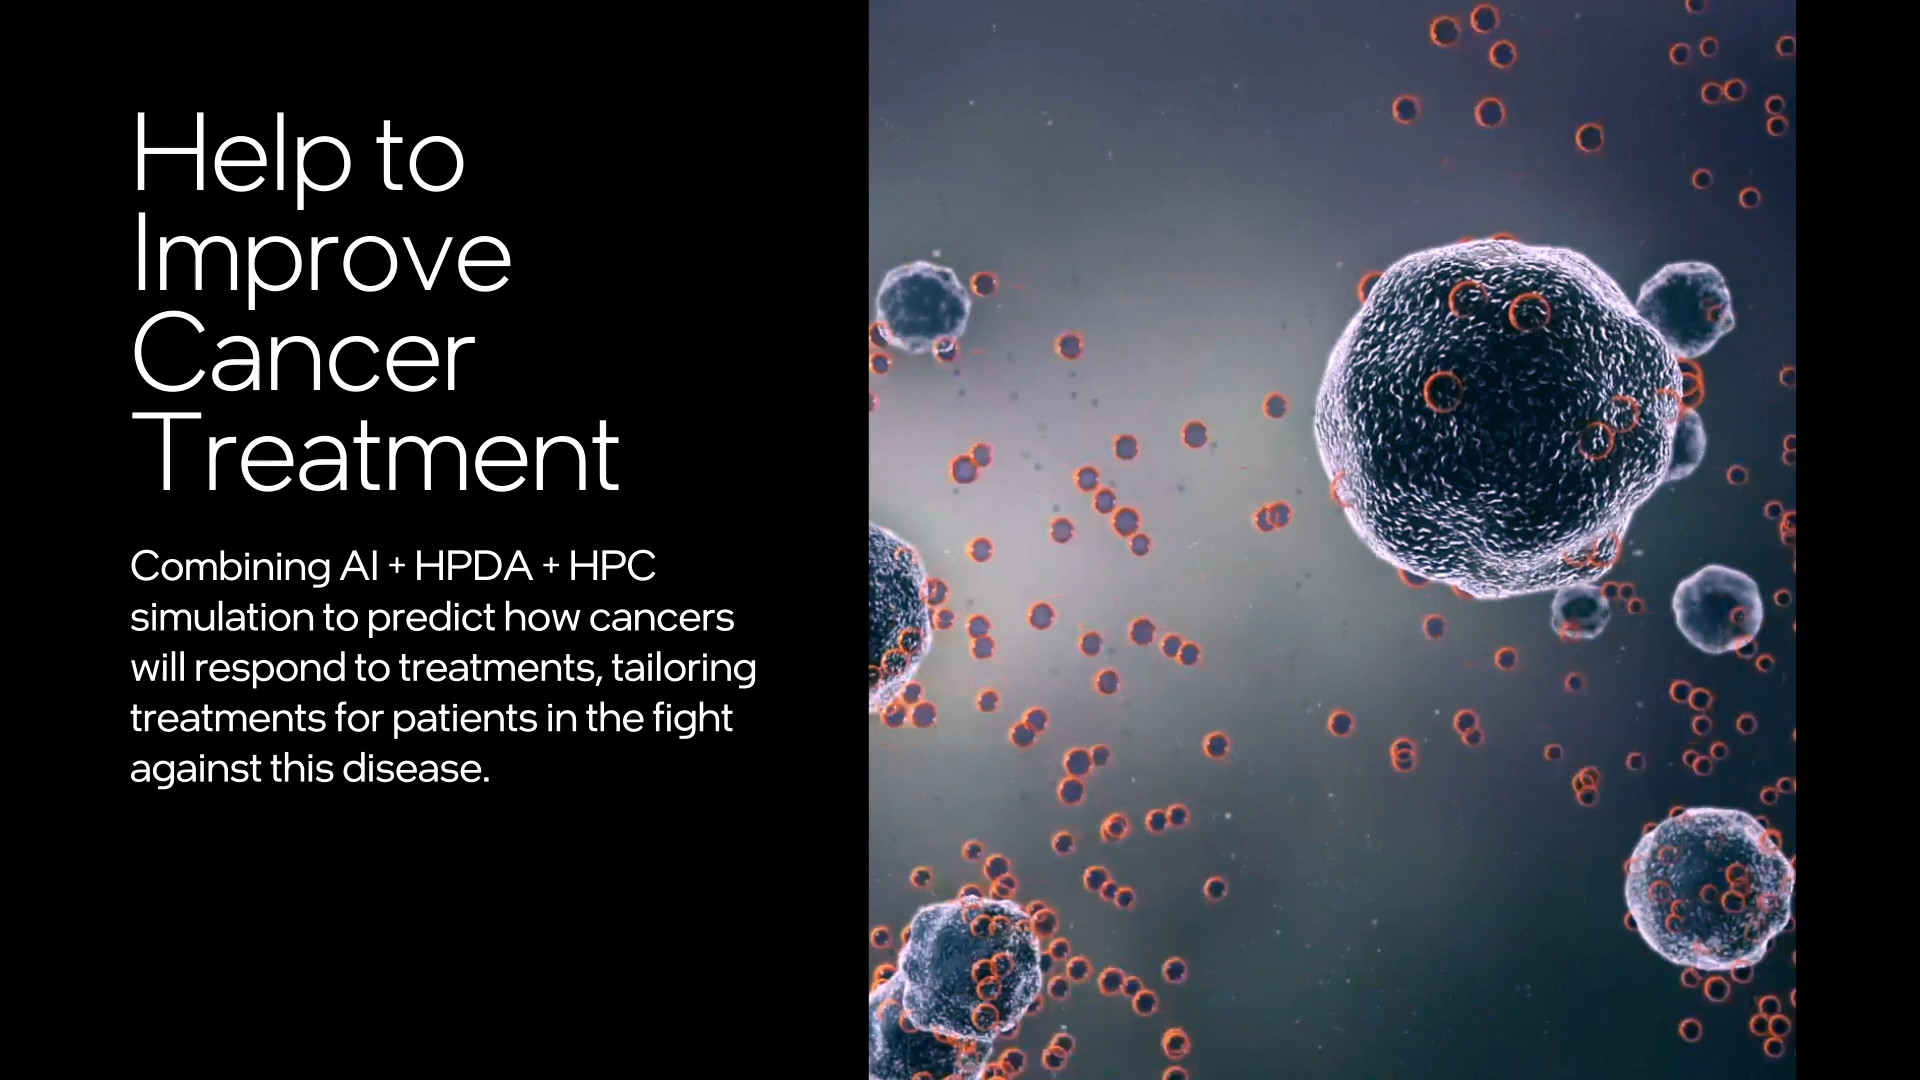 Help to
Improve
Cancer
Treatment
Combining AI + HPDA + HPC
simulation to predict how cancers
will respond to treatments, tailoring
treatments for patients in the fight
against this disease.